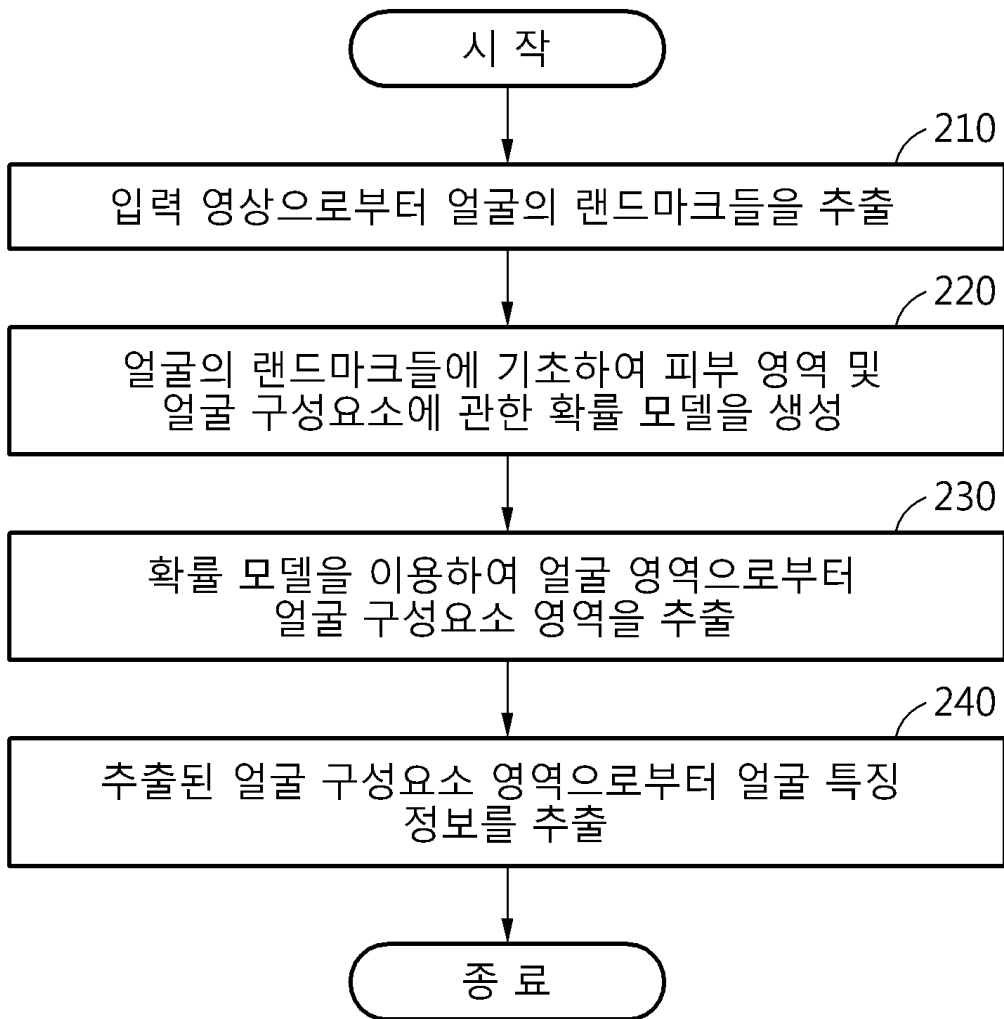 시 작
210
입력 영상으로부터 얼굴의 랜드마크들을 추출
220
얼굴의 랜드마크들에 기초하여 피부 영역 및
얼굴 구성요소에 관한 확률 모델을 생성
230
확률 모델을 이용하여 얼굴 영역으로부터
얼굴 구성요소 영역을 추출
240
추출된 얼굴 구성요소 영역으로부터 얼굴 특징
정보를 추출
종 료